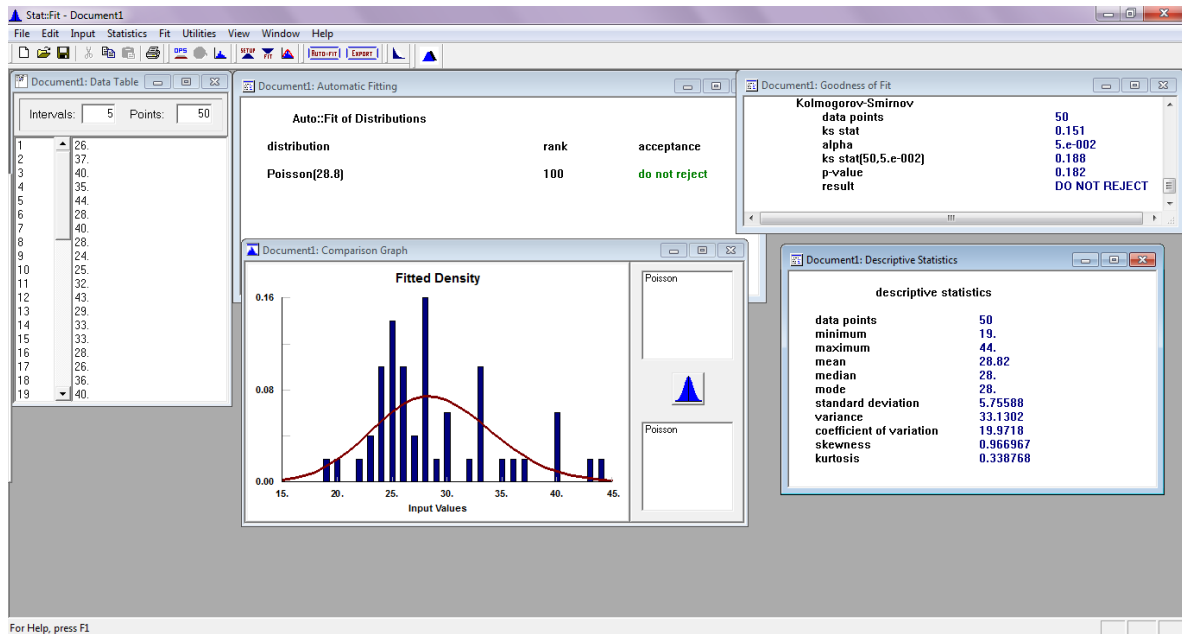 Stat::Fit - Document1
File Edit Input Statistics Fit Utilities View Window Help
DPS SETUP FIT AUTO-FIT EXPORT
Document1: Data Table
Intervals: 5 Points: 50
1 26.
2 37.
3 40.
4 35.
5 44.
6 28.
7 40.
8 28.
9 24.
10 25.
11 32.
12 43.
13 29.
14 33.
15 33.
16 28.
17 26.
18 36.
19 40.
Document1: Automatic Fitting
Auto::Fit of Distributions
distribution rank acceptance
Poisson(28.8) 100 do not reject
Document1: Goodness of Fit
Kolmogorov-Smirnov
data points 50
ks stat 0.151
alpha 5.e-002
ks stat(50,5.e-002) 0.188
p-value 0.182
result DO NOT REJECT
Document1: Comparison Graph
Fitted Density
0.16
0.08
0.00
15. 20. 25. 30. 35. 40. 45.
Input Values
Poisson
Poisson
Document1: Descriptive Statistics
descriptive statistics
data points 50
minimum 19.
maximum 44.
mean 28.82
median 28.
mode 28.
standard deviation 5.75588
variance 33.1302
coefficient of variation 19.9718
skewness 0.966967
kurtosis 0.338768
For Help, press F1